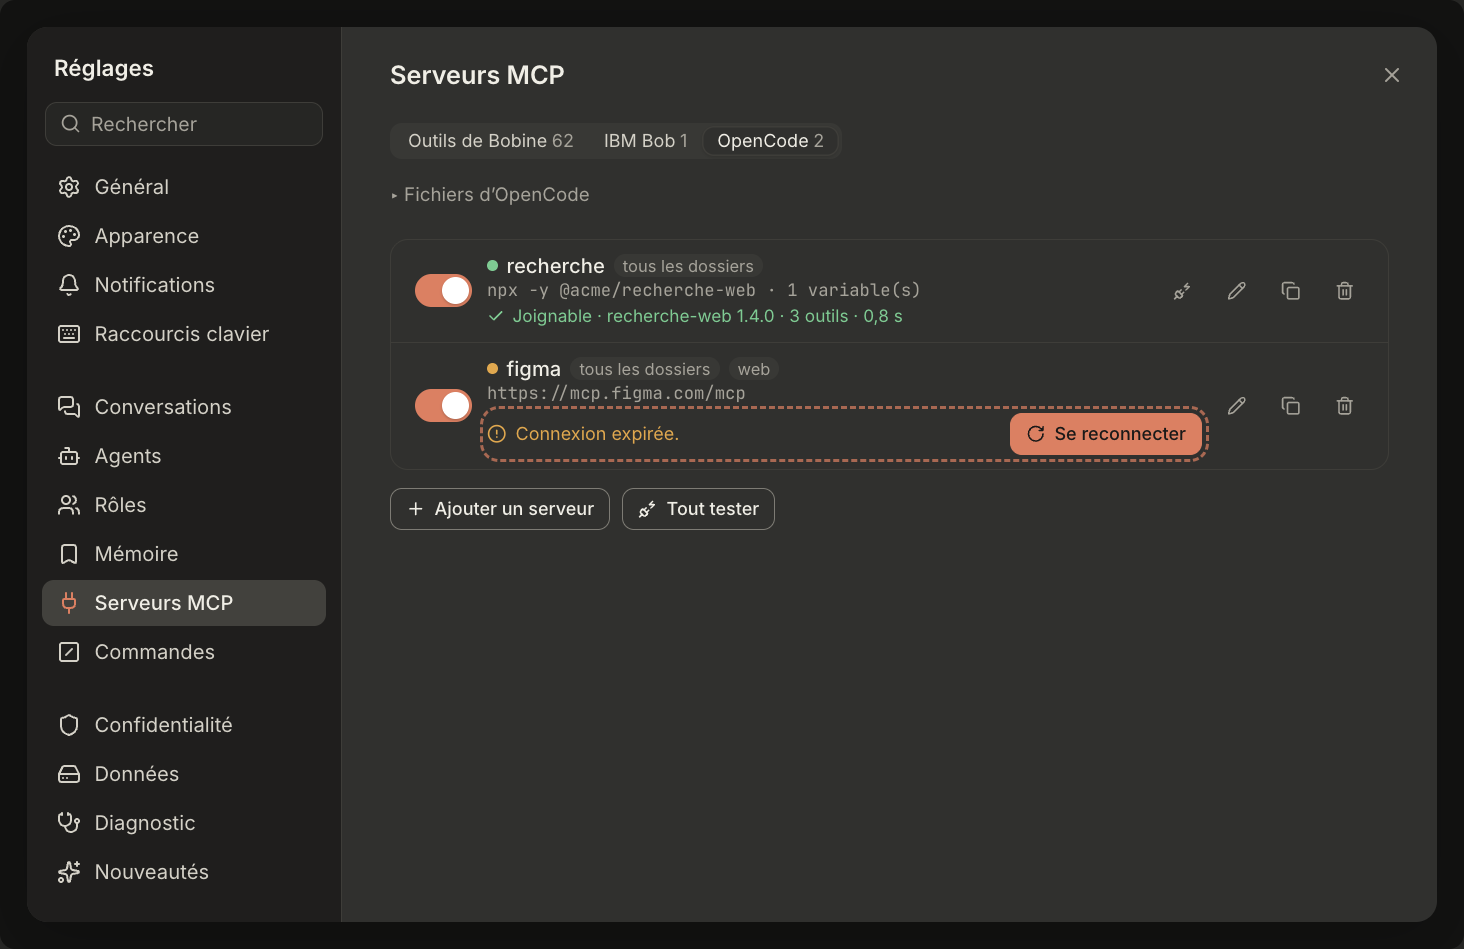 Réglages
Rechercher
Général
Apparence
Notifications
Raccourcis clavier
Conversations
Agents
Rôles
Mémoire
Serveurs MCP
Commandes
Confidentialité
Données
Diagnostic
Nouveautés
Serveurs MCP
Outils de Bobine 62 IBM Bob 1 OpenCode 2
Fichiers d’OpenCode
recherche tous les dossiers
npx -y @acme/recherche-web · 1 variable(s)
Joignable · recherche-web 1.4.0 · 3 outils · 0,8 s
figma tous les dossiers web
https://mcp.figma.com/mcp
Connexion expirée. Se reconnecter
Ajouter un serveur Tout tester